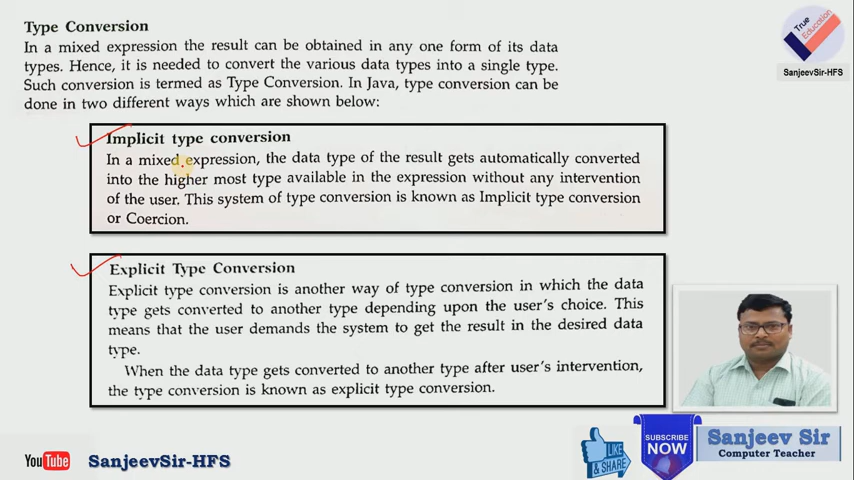 Type Conversion
In a mixed expression the result can be obtained in any one form of its data
types. Hence, it is needed to convert the various data types into a single type.
Such conversion is termed as Type Conversion. In Java, type conversion can be
done in two different ways which are shown below:
Implicit type conversion
In a mixed expression, the data type of the result gets automatically converted
into the higher most type available in the expression without any intervention
of the user. This system of type conversion is known as Implicit type conversion
or Coercion.
Explicit Type Conversion
Explicit type conversion is another way of type conversion in which the data
type gets converted to another type depending upon the user's choice. This
means that the user demands the system to get the result in the desired data
type.
When the data type gets converted to another type after user's intervention,
the type conversion is known as explicit type conversion.
True
Education
SanjeevSir-HFS
YouTube
SanjeevSir-HFS
LIKE
& SHARE
SUBSCRIBE
NOW
Sanjeev Sir
Computer Teacher